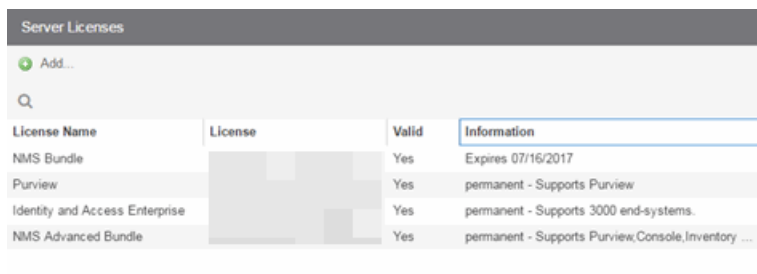 Server Licenses
Add...
License Name License Valid Information
NMS Bundle Yes Expires 07/16/2017
Purview Yes permanent - Supports Purview
Identity and Access Enterprise Yes permanent - Supports 3000 end-systems.
NMS Advanced Bundle Yes permanent - Supports Purview,Console,Inventory ...